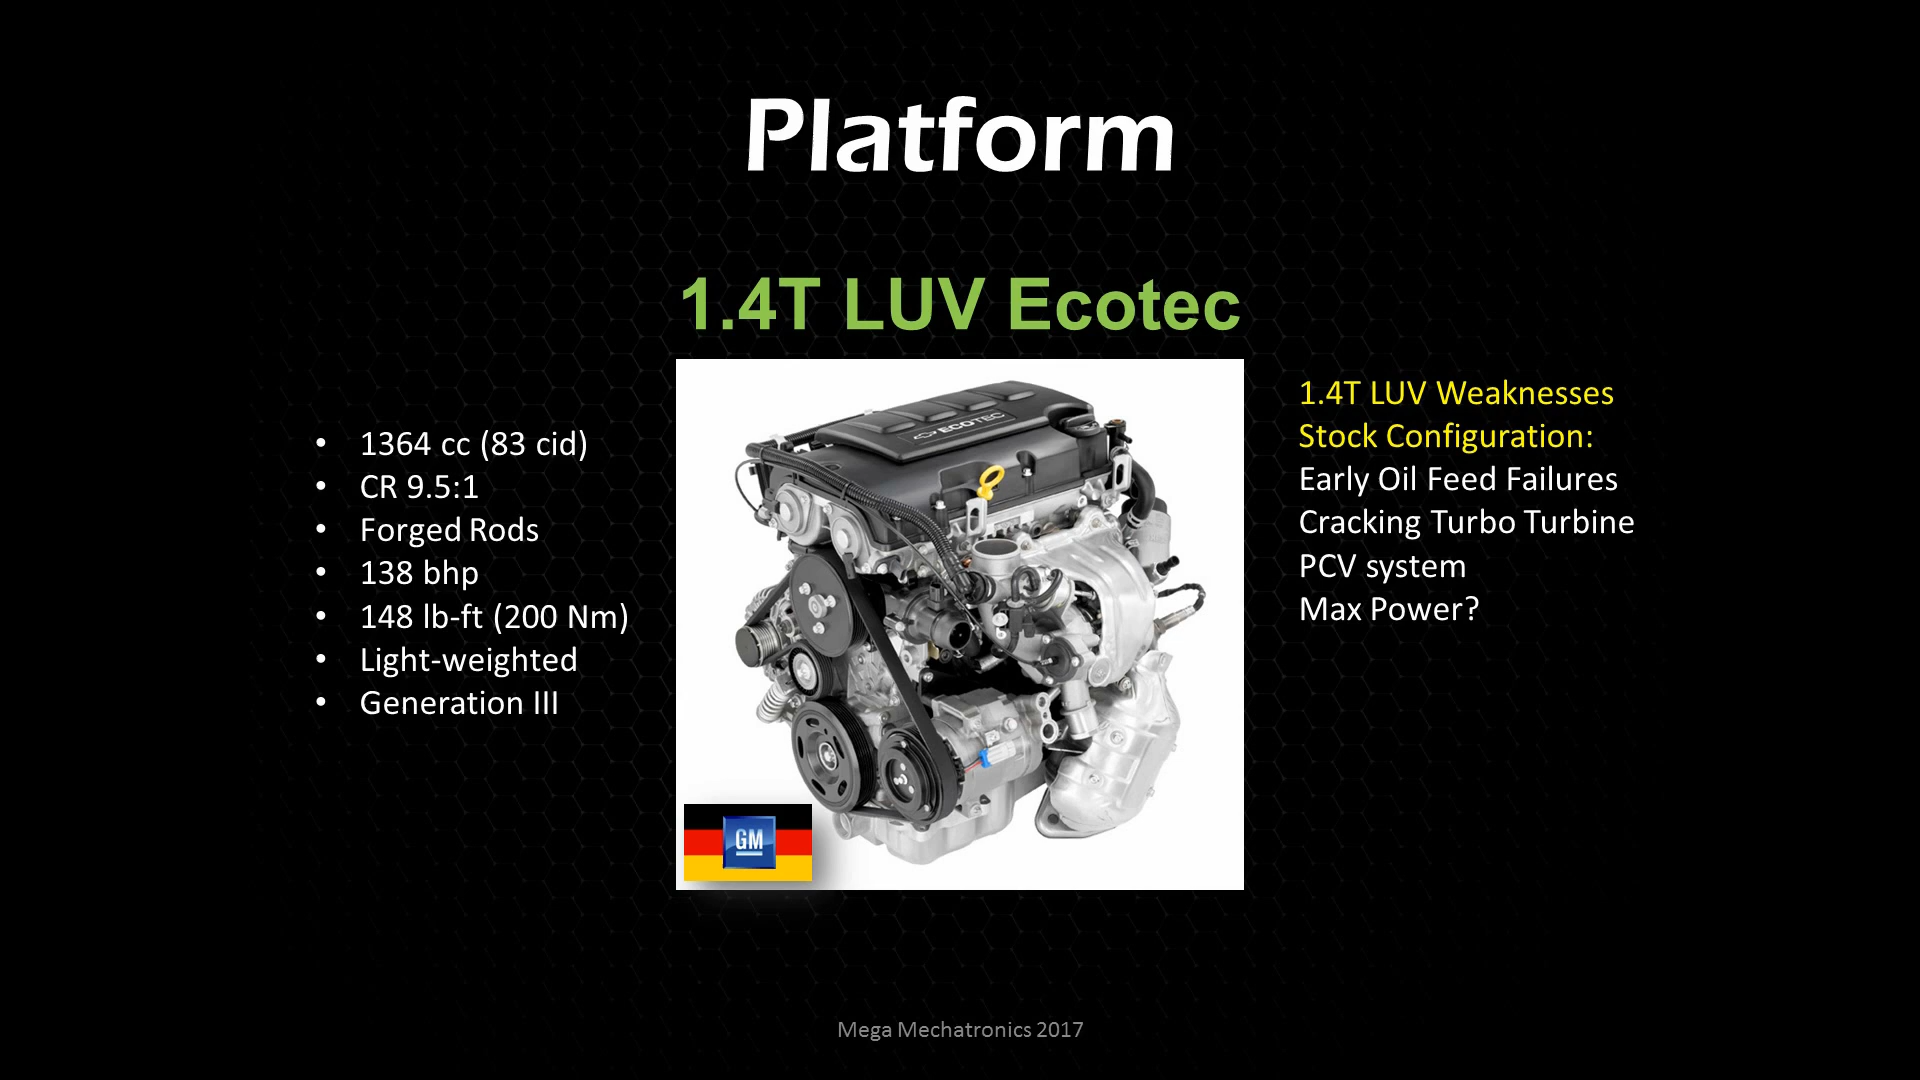 Platform
1.4T LUV Ecotec
• 1364 cc (83 cid)
• CR 9.5:1
• Forged Rods
• 138 bhp
• 148 lb-ft (200 Nm)
• Light-weighted
• Generation III
ECOTEC
GM
1.4T LUV Weaknesses
Stock Configuration:
Early Oil Feed Failures
Cracking Turbo Turbine
PCV system
Max Power?
Mega Mechatronics 2017